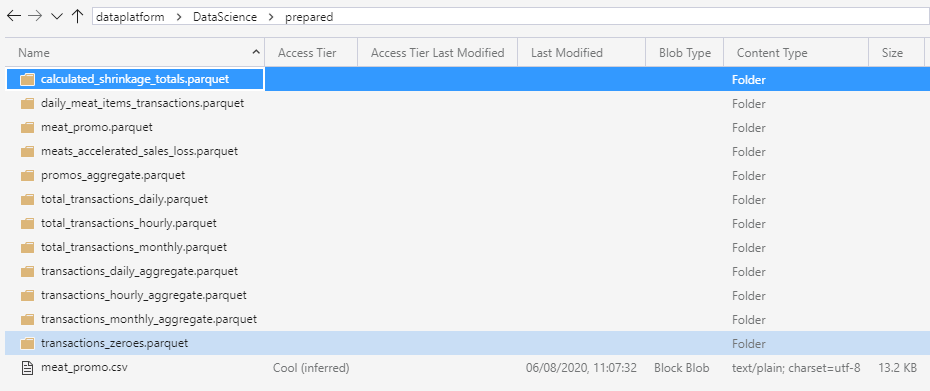 dataplatform > DataScience > prepared
Name Access Tier Access Tier Last Modified Last Modified Blob Type Content Type Size
calculated_shrinkage_totals.parquet Folder
daily_meat_items_transactions.parquet Folder
meat_promo.parquet Folder
meats_accelerated_sales_loss.parquet Folder
promos_aggregate.parquet Folder
total_transactions_daily.parquet Folder
total_transactions_hourly.parquet Folder
total_transactions_monthly.parquet Folder
transactions_daily_aggregate.parquet Folder
transactions_hourly_aggregate.parquet Folder
transactions_monthly_aggregate.parquet Folder
transactions_zeroes.parquet Folder
meat_promo.csv Cool (inferred) 06/08/2020, 11:07:32 Block Blob text/plain; charset=utf-8 13.2 KB